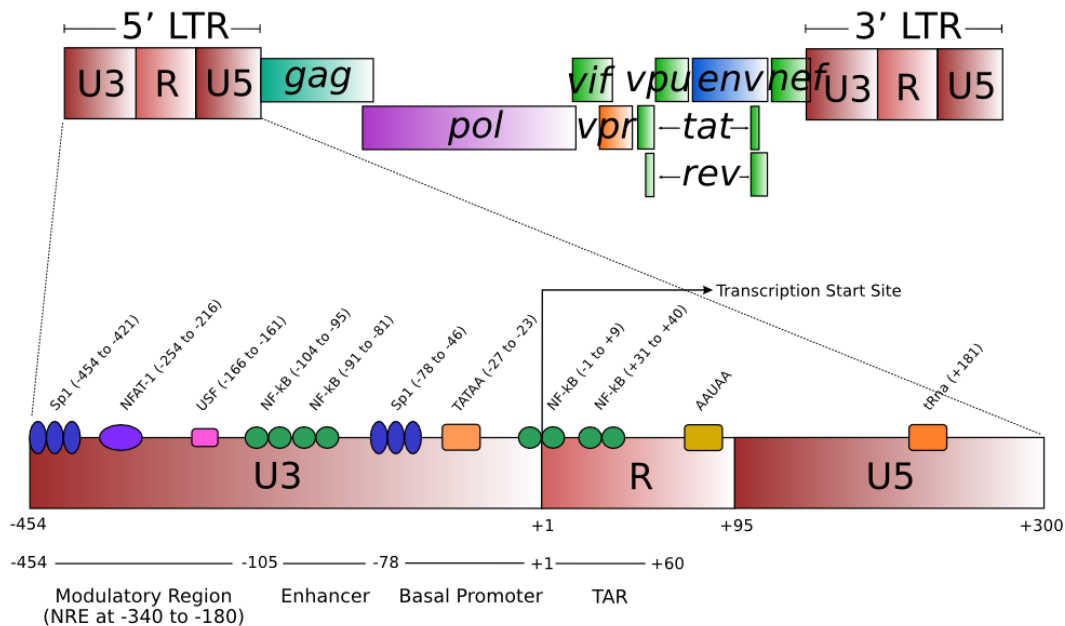 5’ LTR
3’ LTR
U3 R U5 gag vif vpu env nef U3 R U5
pol vpr tat
rev
Transcription Start Site
Sp1 (-454 to -421)
NFAT-1 (-254 to -216)
USF (-166 to -161)
NF-kB (-104 to -95)
NF-kB (-91 to -81)
Sp1 (-78 to -46)
TATAA (-27 to -23)
NF-kB (-1 to +9)
NF-kB (+31 to +40)
AAUAA
tRna (+181)
U3 R U5
-454 +1 +95 +300
-454 -105 -78 +1 +60
Modulatory Region Enhancer Basal Promoter TAR
(NRE at -340 to -180)